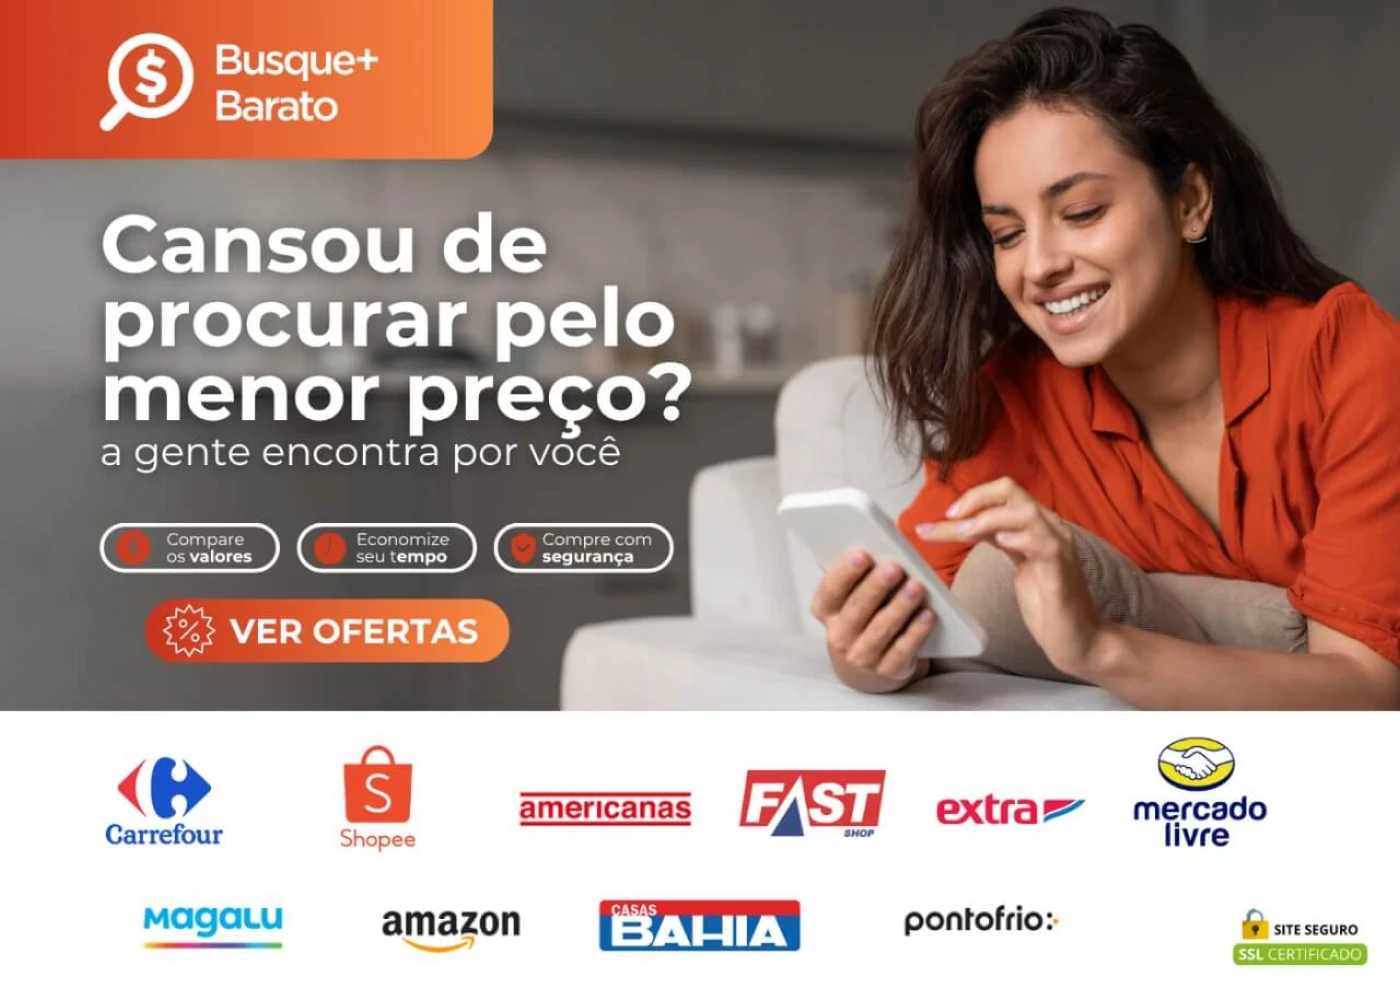 Busque+
Barato
Cansou de
procurar pelo
menor preço?
a gente encontra por você
Compare
os valores
Economize
seu tempo
Compre com
segurança
VER OFERTAS
Carrefour
S
Shopee
americanas
FAST
SHOP
extra
mercado
livre
Magalu
amazon
CASAS
BAHIA
pontofrio:
SITE SEGURO
SSL CERTIFICADO